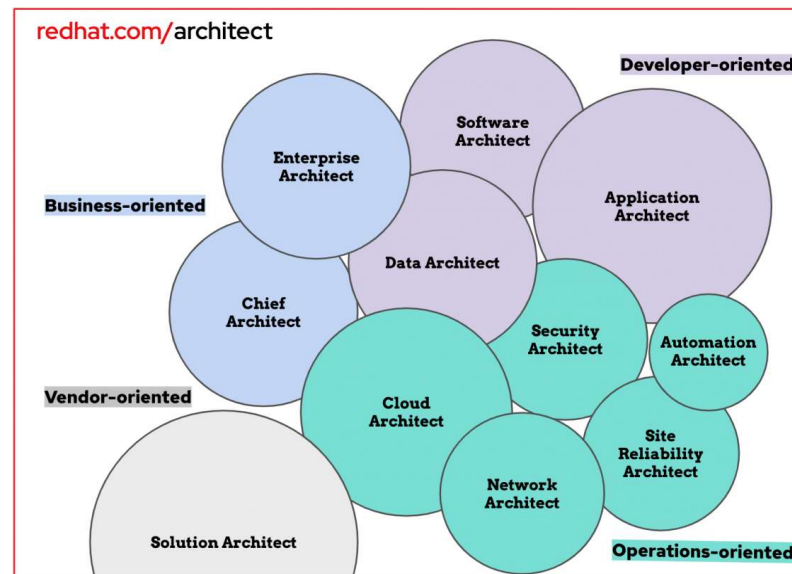 redhat.com/architect
Developer-oriented
Software
Architect
Enterprise
Architect
Application
Architect
Business-oriented
Data Architect
Chief
Architect
Security
Architect
Automation
Architect
Vendor-oriented
Cloud
Architect
Site
Reliability
Architect
Network
Architect
Solution Architect
Operations-oriented